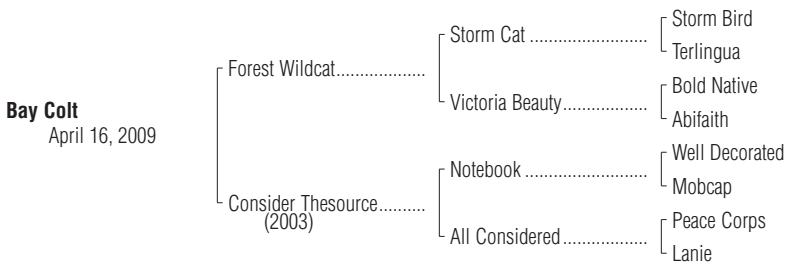 Storm Bird
Storm Cat ..........................
Terlingua
Forest Wildcat....................
Bold Native
Victoria Beauty...................
Abifaith
Bay Colt
April 16, 2009
Well Decorated
Notebook ...........................
Mobcap
Consider Thesource..........
(2003)
Peace Corps
All Considered...................
Lanie